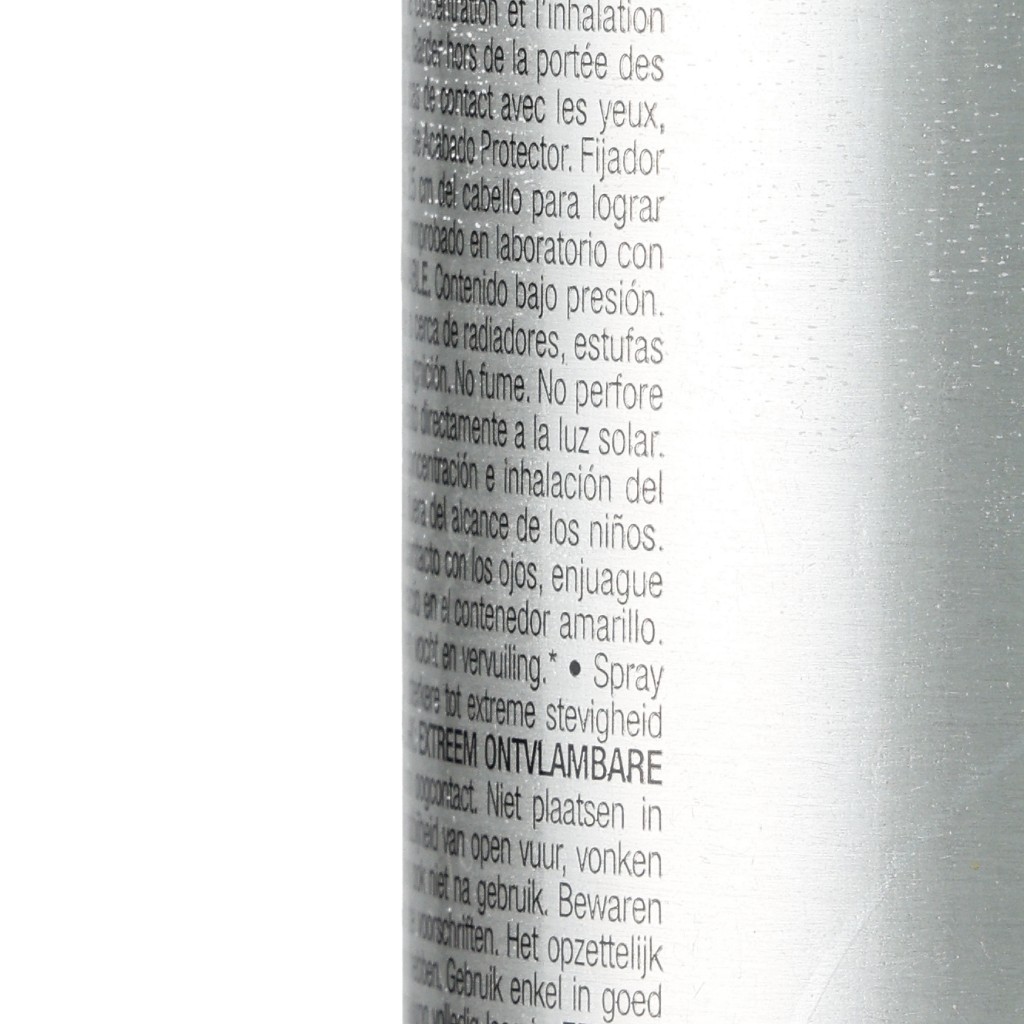 et l'inhalation
hors de la portée des
de contact avec les yeux,
Acabado Protector. Fijador
cm del cabello para lograr
en laboratorio con
Contenido bajo presión.
cerca de radiadores, estufas
No fume. No perfore
directamente a la luz solar.
e inhalación del
del alcance de los niños.
con los ojos, enjuague
en el contenedor amarillo.
en vervuiling.* • Spray
tot extreme stevigheid
EXTREEM ONTVLAMBARE
Niet plaatsen in
van open vuur, vonken
niet na gebruik. Bewaren
voorschriften. Het opzettelijk
Gebruik enkel in goed
volledig